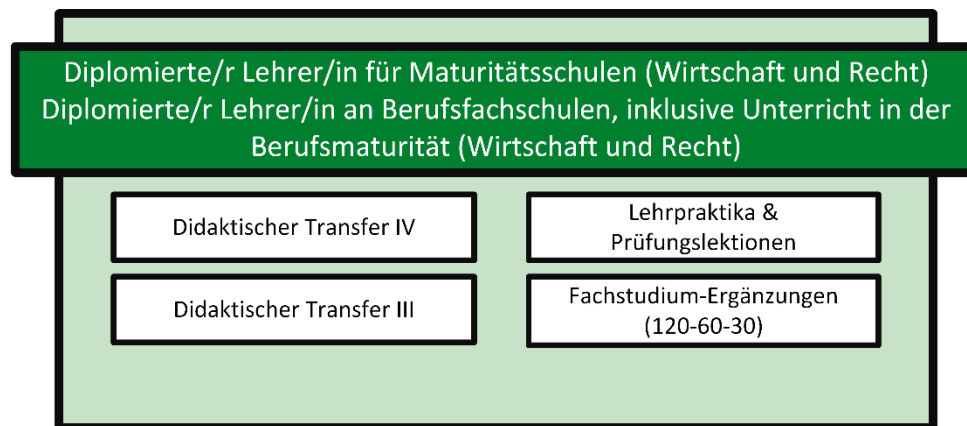 Diplomierte/r Lehrer/in für Maturitätsschulen (Wirtschaft und Recht)
Diplomierte/r Lehrer/in an Berufsfachschulen, inklusive Unterricht in der
Berufsmaturität (Wirtschaft und Recht)
Didaktischer Transfer IV
Lehrpraktika &
Prüfungslektionen
Didaktischer Transfer III
Fachstudium-Ergänzungen
(120-60-30)